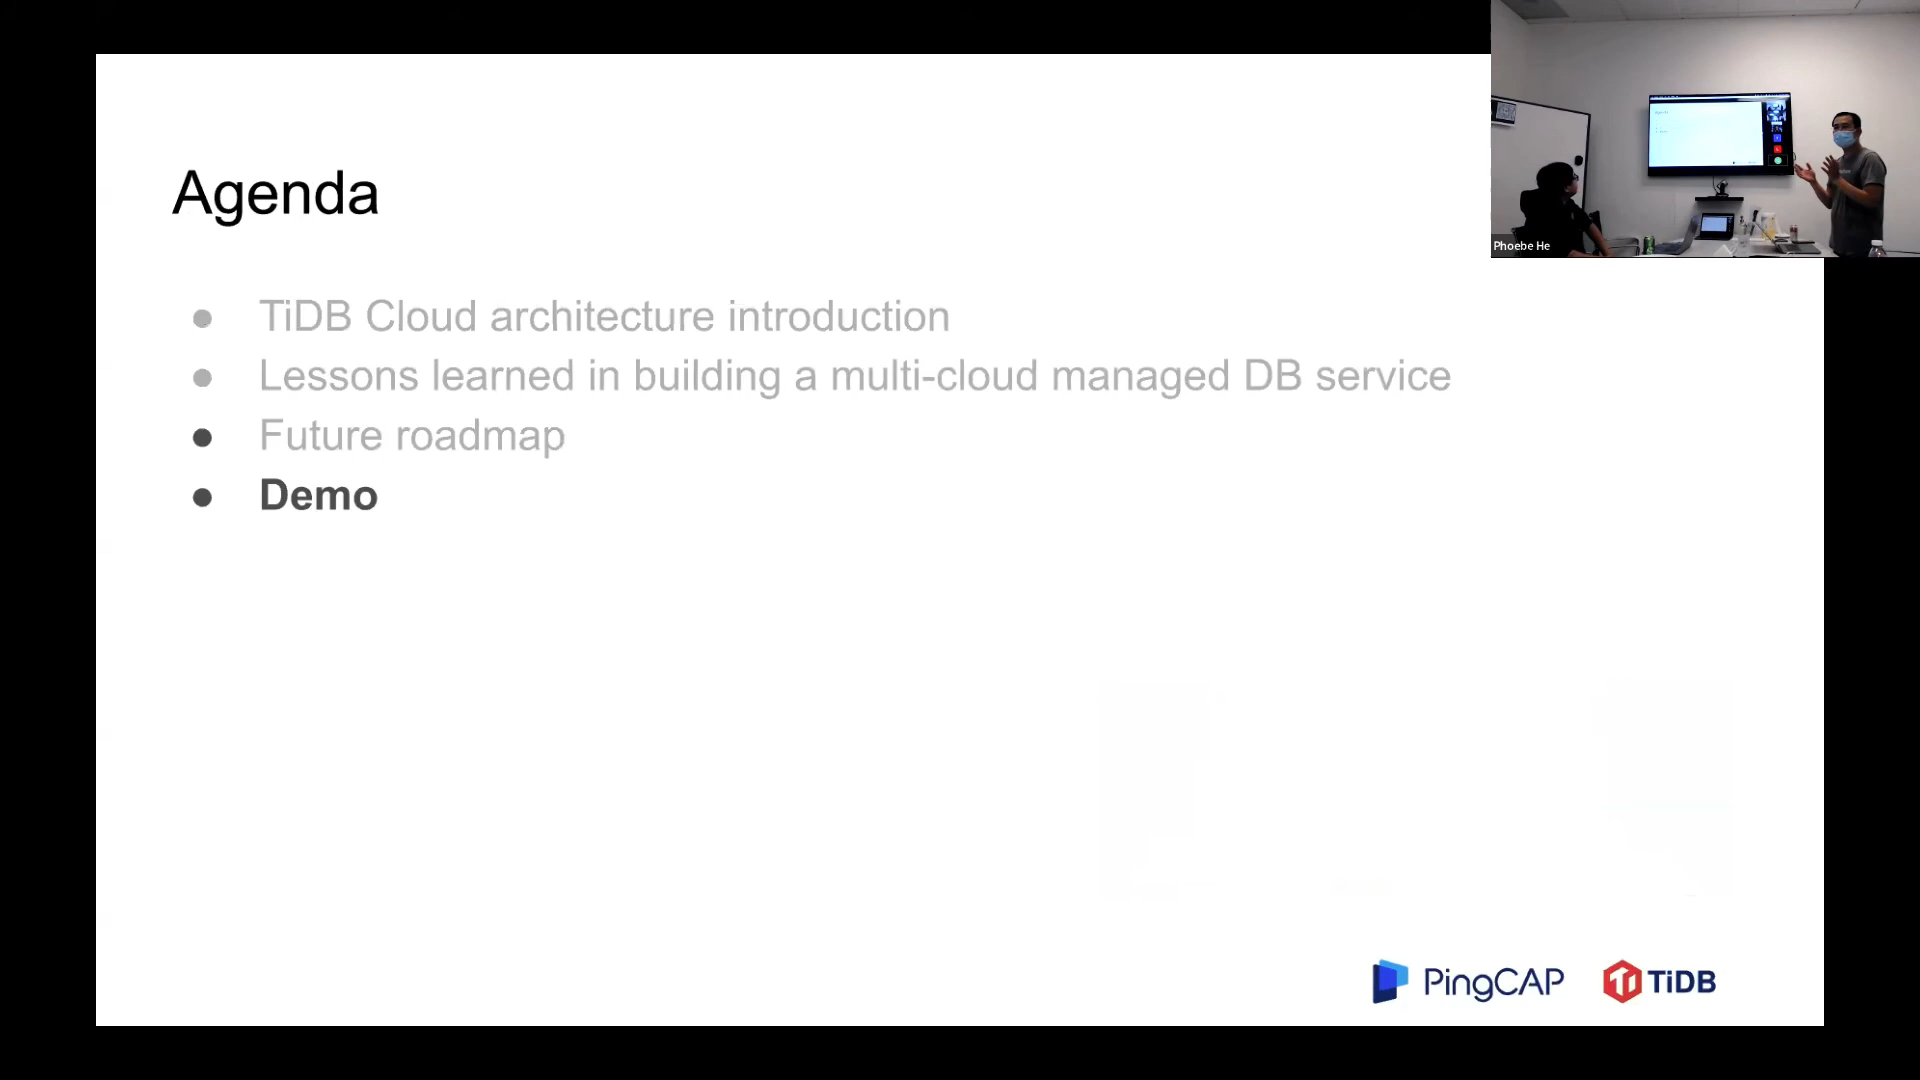 Agenda
Phoebe He
● TiDB Cloud architecture introduction
● Lessons learned in building a multi-cloud managed DB service
● Future roadmap
● Demo
PingCAP
Ti TiDB